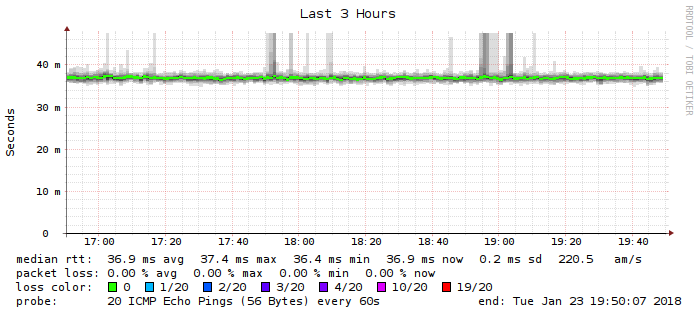 Last 3 Hours
RRDTOOL / TOBI OETIKER
Seconds
40 m
30 m
20 m
10 m
0
17:00 17:20 17:40 18:00 18:20 18:40 19:00 19:20 19:40
median rtt: 36.9 ms avg 37.4 ms max 36.4 ms min 36.9 ms now 0.2 ms sd 220.5 am/s
packet loss: 0.00 % avg 0.00 % max 0.00 % min 0.00 % now
loss color: 0 1/20 2/20 3/20 4/20 10/20 19/20
probe: 20 ICMP Echo Pings (56 Bytes) every 60s end: Tue Jan 23 19:50:07 2018